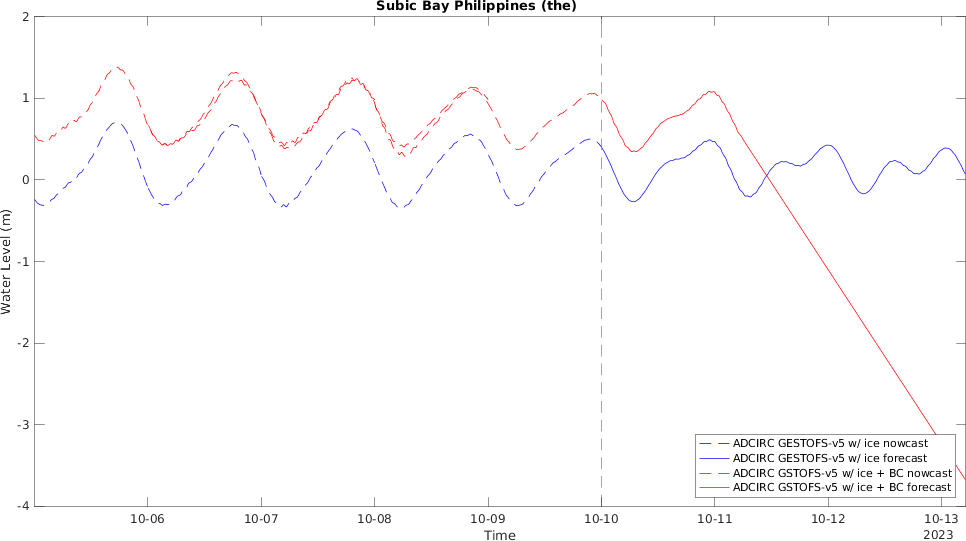 Subic Bay Philippines (the)
2
1
0
-1
-2
-3
-4
Water Level (m)
ADCIRC GESTOFS-v5 w/ ice nowcast
ADCIRC GESTOFS-v5 w/ ice forecast
ADCIRC GSTOFS-v5 w/ ice + BC nowcast
ADCIRC GSTOFS-v5 w/ ice + BC forecast
10-06 10-07 10-08 10-09 10-10 10-11 10-12 10-13
2023
Time